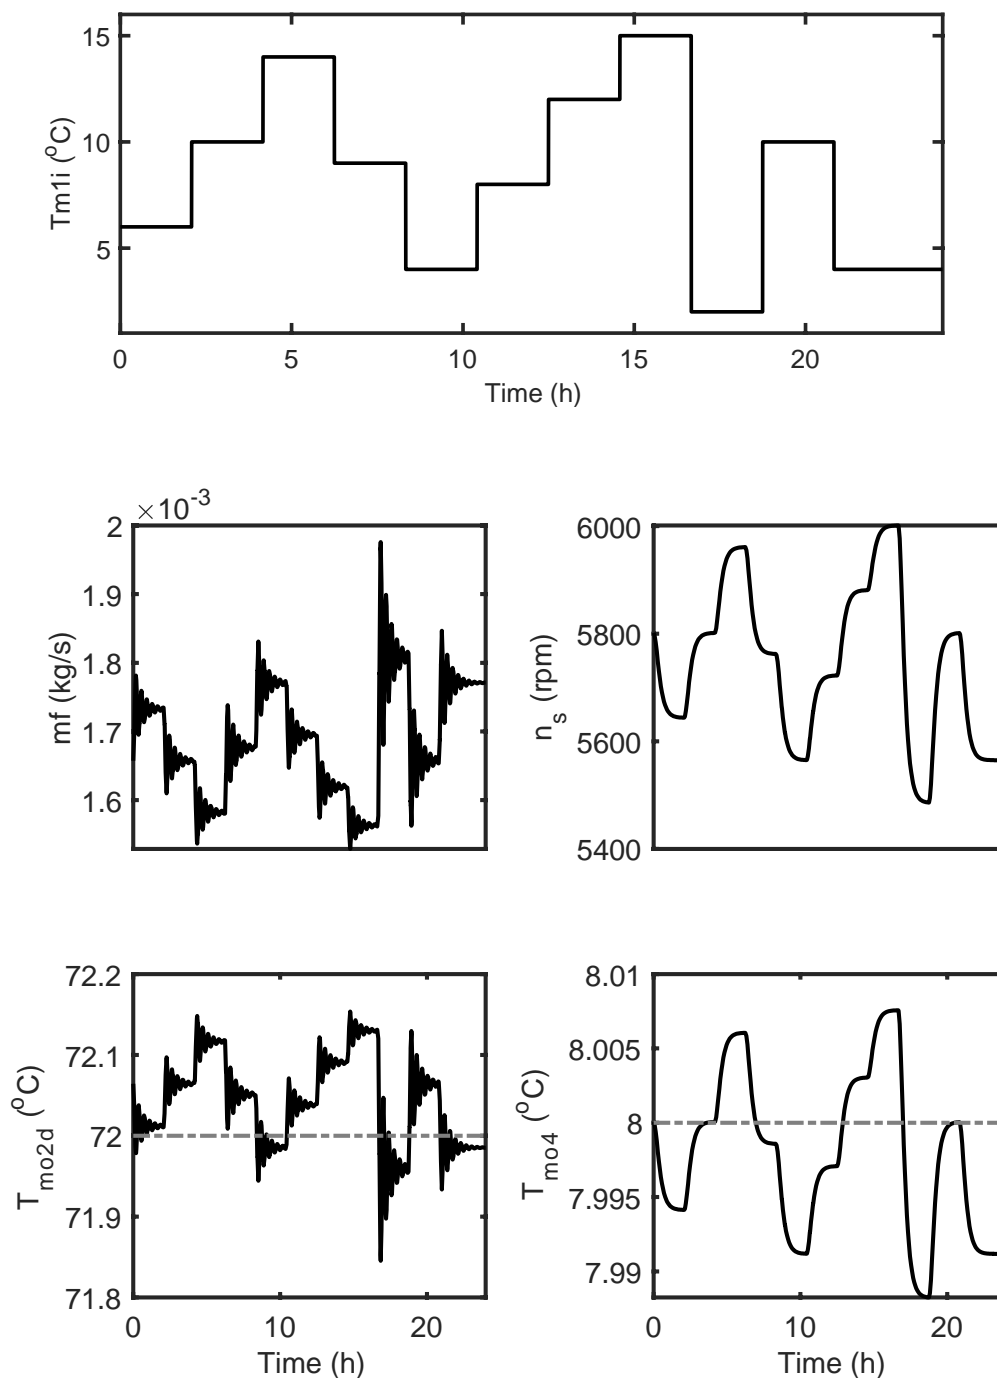 15
10
5
Tm1i (°C)
0 5 10 15 20
Time (h)
×10-3
2
1.9
1.8
1.7
1.6
mf (kg/s)
6000
5800
5600
5400
ns (rpm)
72.2
72.1
72
71.9
71.8
Tmo2d (oC)
0 10 20
Time (h)
8.01
8.005
8
7.995
7.99
Tmo4 (oC)
0 10 20
Time (h)